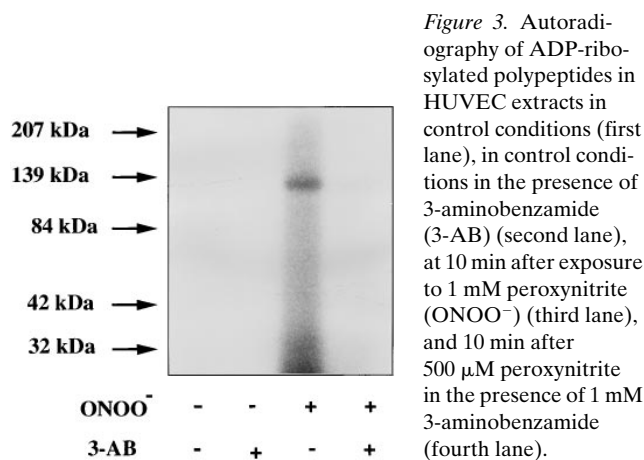 207 kDa
139 kDa
84 kDa
42 kDa
32 kDa
ONOO⁻ - - + +
3-AB - + - +
Figure 3. Autoradi-
ography of ADP-ribo-
sylated polypeptides in
HUVEC extracts in
control conditions (first
lane), in control condi-
tions in the presence of
3-aminobenzamide
(3-AB) (second lane),
at 10 min after exposure
to 1 mM peroxynitrite
(ONOO⁻) (third lane),
and 10 min after
500 μM peroxynitrite
in the presence of 1 mM
3-aminobenzamide
(fourth lane).